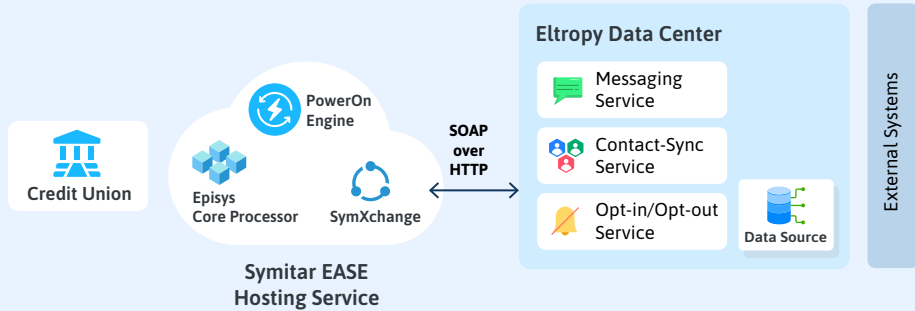 Credit Union
PowerOn
Engine
Episys
Core Processor
SymXchange
Symitar EASE
Hosting Service
SOAP
over
HTTP
Eltropy Data Center
Messaging
Service
Contact-Sync
Service
Opt-in/Opt-out
Service
Data Source
External Systems